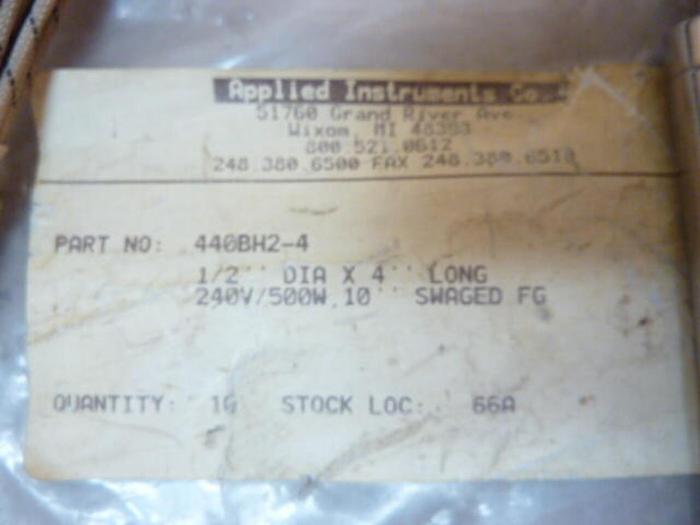 Applied Instruments Co.
51760 Grand River Ave.
Wixom, MI 48393
800.521.0612
248.380.6500 FAX 248.380.6510
PART NO: 440BH2-4
1/2'' DIA X 4'' LONG
240V/500W,10'' SWAGED FG
QUANTITY: 10 STOCK LOC: 66A